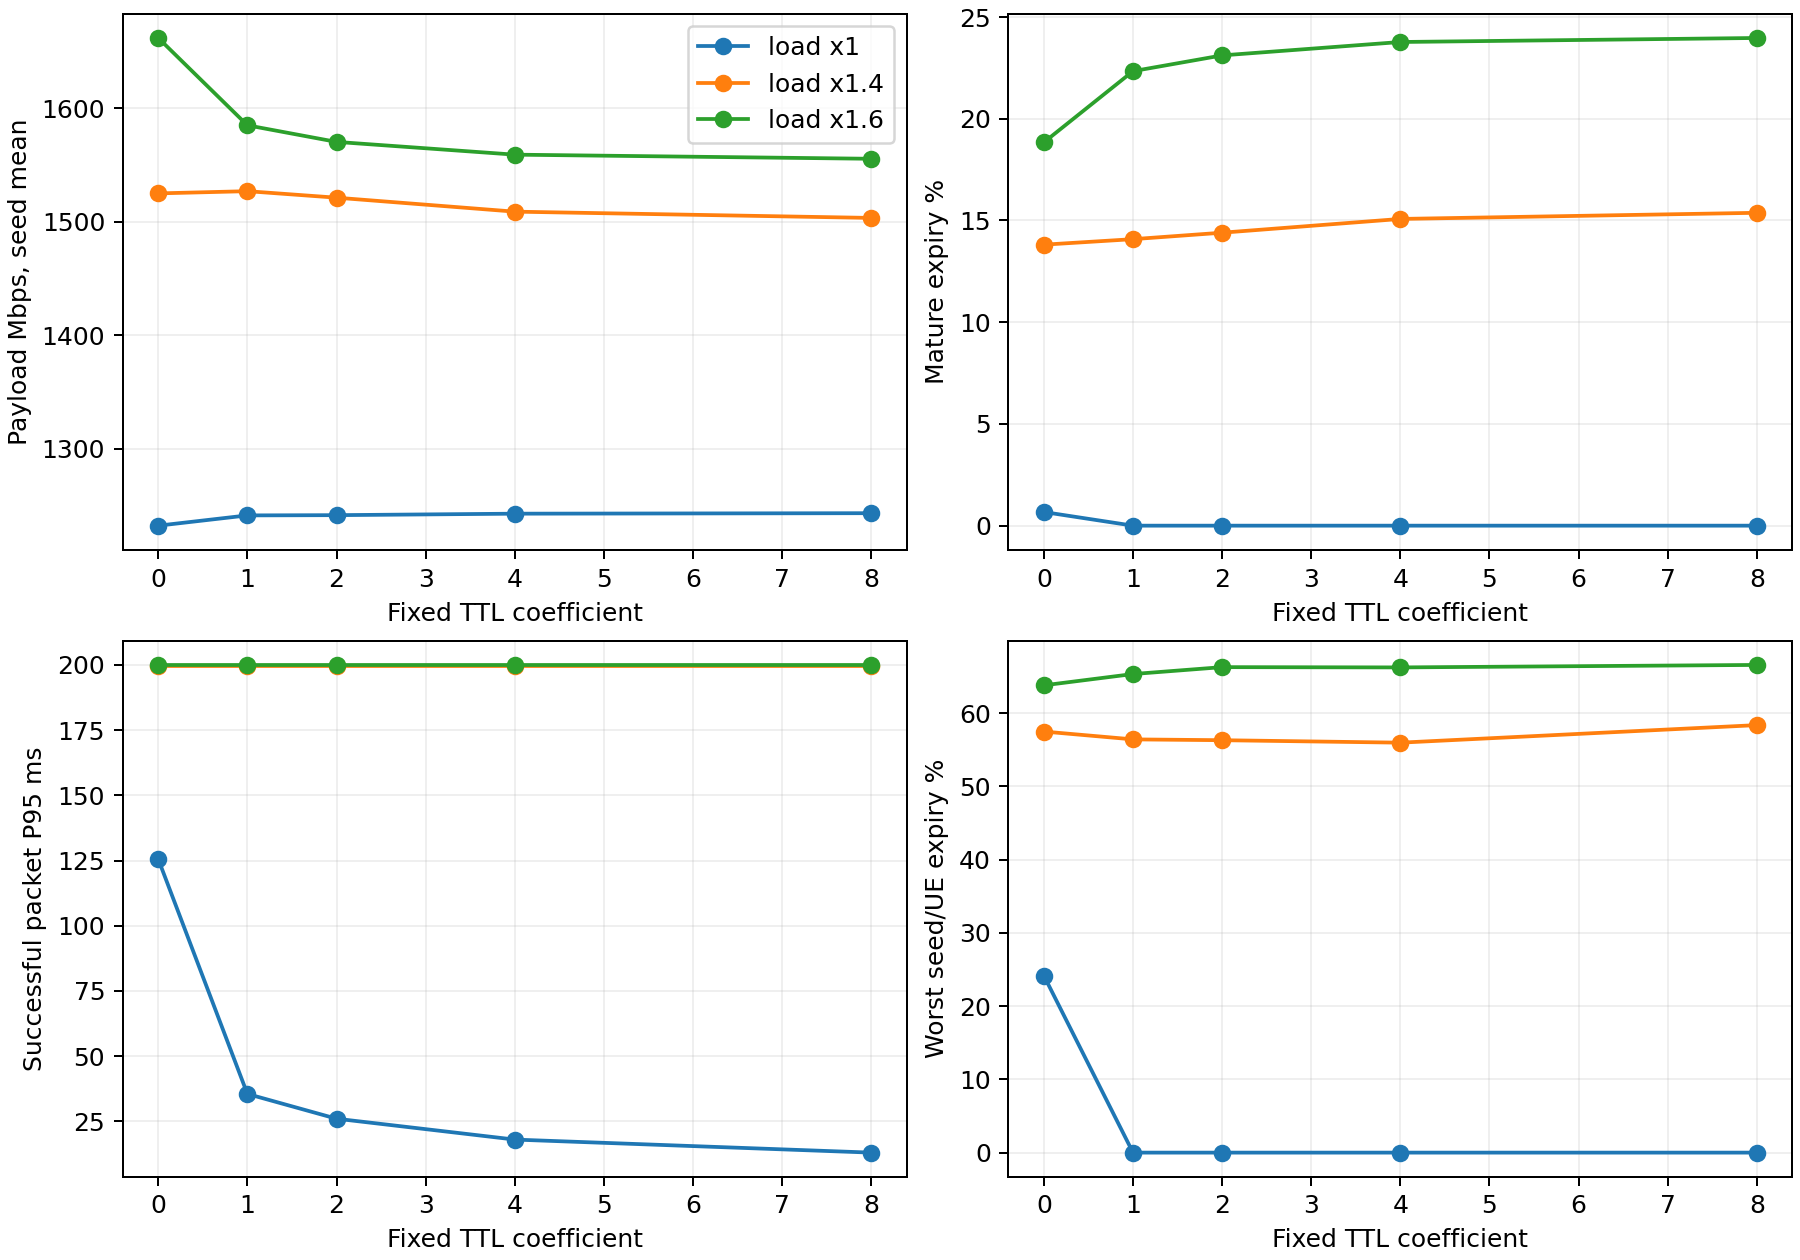 Payload Mbps, seed mean
1600
1500
1400
1300
load x1
load x1.4
load x1.6
0 1 2 3 4 5 6 7 8
Fixed TTL coefficient
Mature expiry %
25
20
15
10
5
0
0 1 2 3 4 5 6 7 8
Fixed TTL coefficient
Successful packet P95 ms
200
175
150
125
100
75
50
25
0 1 2 3 4 5 6 7 8
Fixed TTL coefficient
Worst seed/UE expiry %
60
50
40
30
20
10
0
0 1 2 3 4 5 6 7 8
Fixed TTL coefficient